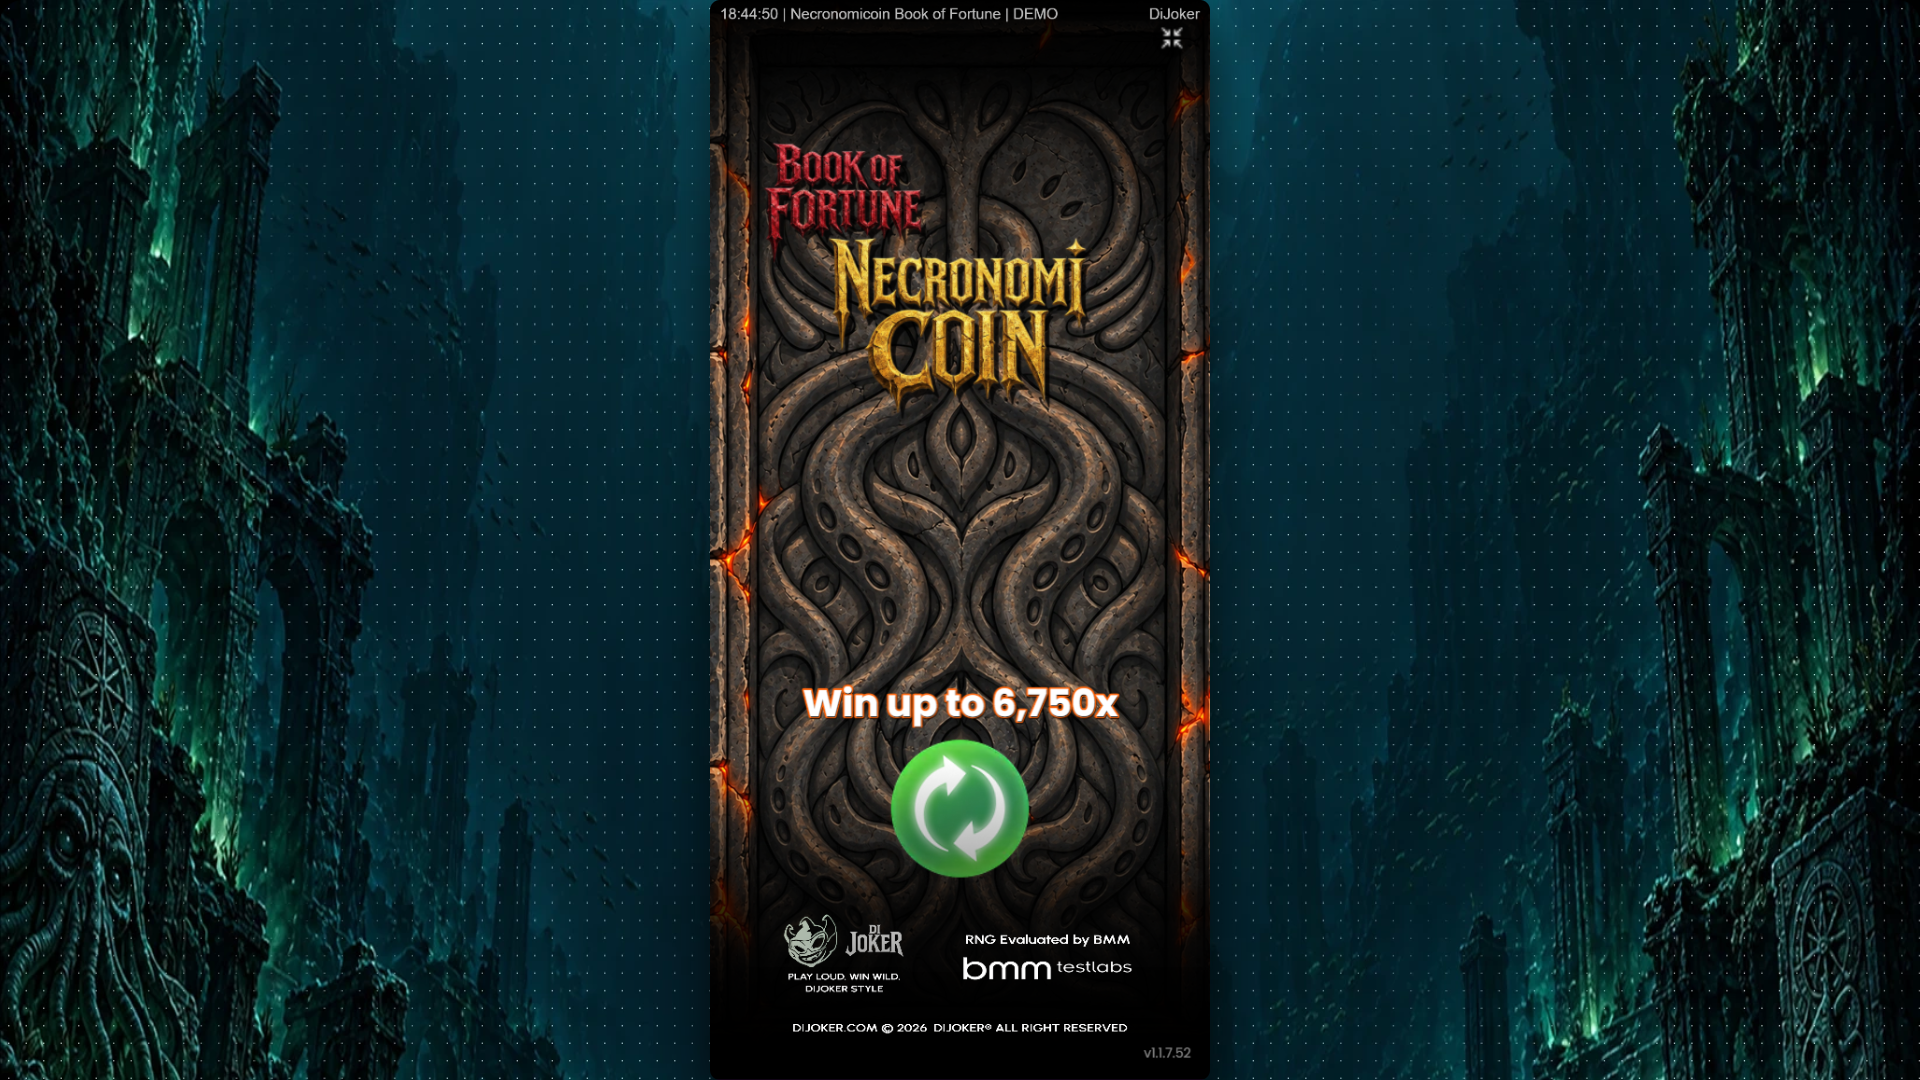 18:44:50 | Necronomicoin Book of Fortune | DEMO
DiJoker
BOOK OF
FORTUNE
NECRONOMI
COIN
Win up to 6,750x
DI
JOKER
PLAY LOUD. WIN WILD.
DIJOKER STYLE
RNG Evaluated by BMM
bmm testlabs
DIJOKER.COM © 2026 DIJOKER® ALL RIGHT RESERVED
v1.1.7.52